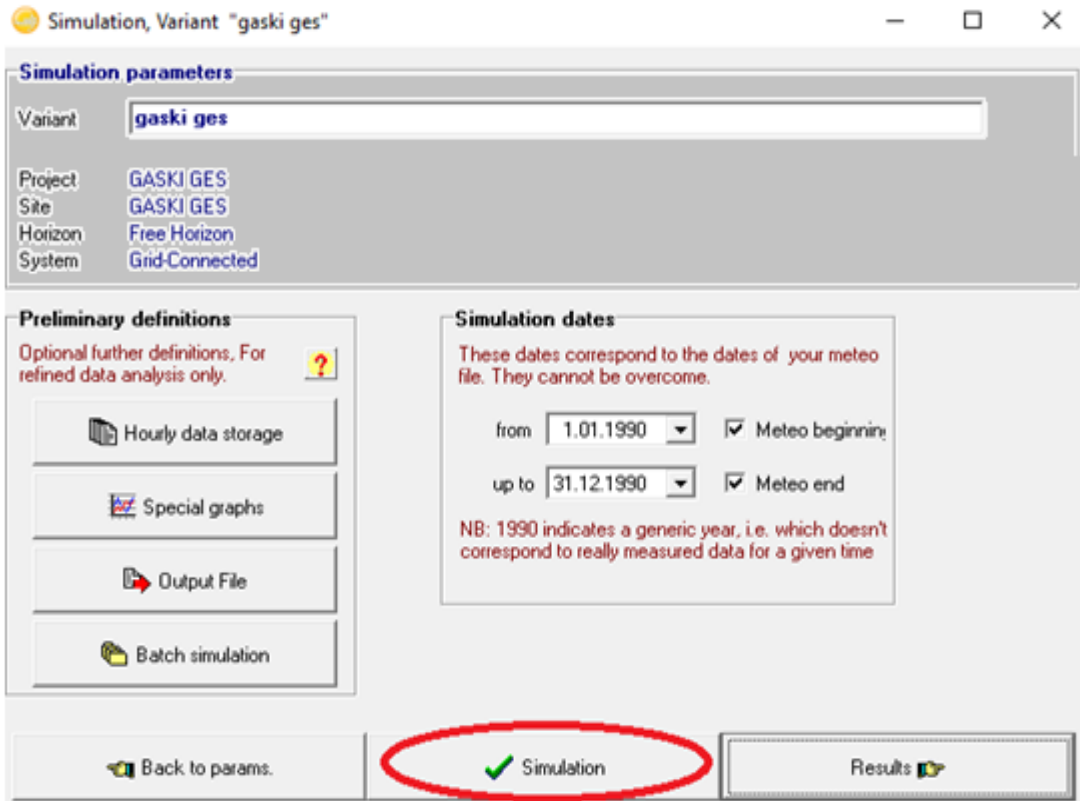 Simulation, Variant "gaski ges"
Simulation parameters
Variant gaski ges
Project GASKI GES
Site GASKI GES
Horizon Free Horizon
System Grid-Connected
Preliminary definitions
Optional further definitions, For
refined data analysis only.
?
Hourly data storage
Special graphs
Output File
Batch simulation
Simulation dates
These dates correspond to the dates of your meteo
file. They cannot be overcome.
from 1.01.1990 Meteo beginning
up to 31.12.1990 Meteo end
NB: 1990 indicates a generic year, i.e. which doesn't
correspond to really measured data for a given time
Back to params.
Simulation
Results